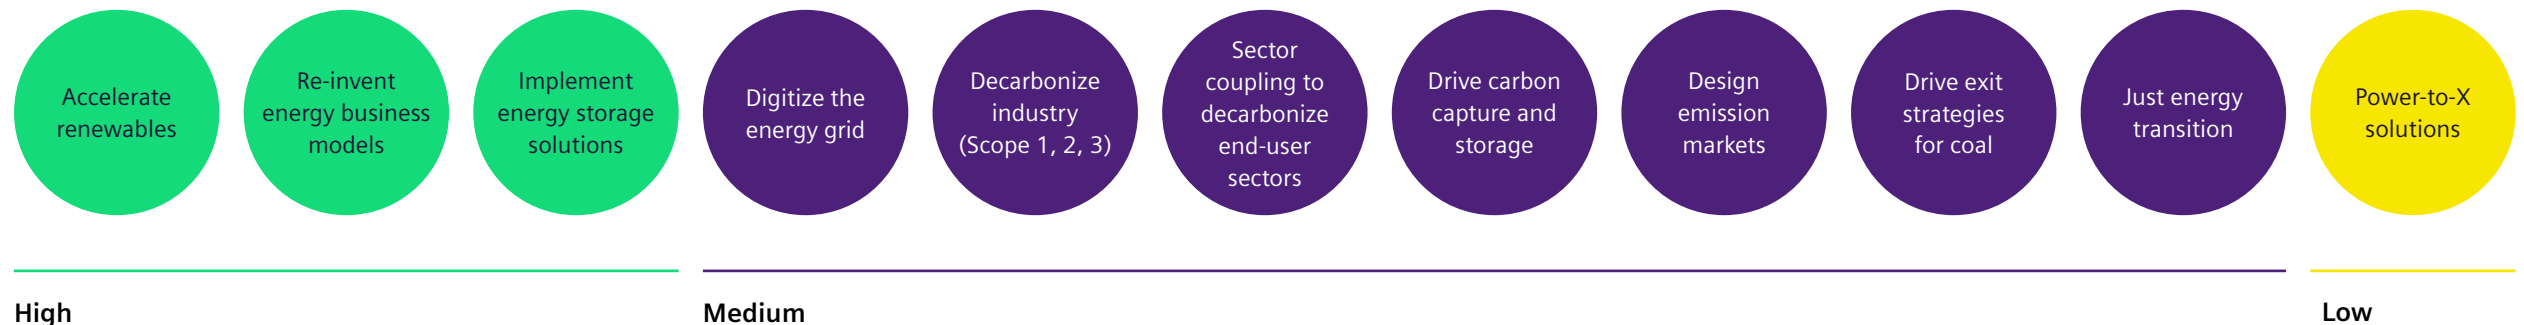 Accelerate
renewables
Re-invent
energy business
models
Implement
energy storage
solutions
Digitize the
energy grid
Decarbonize
industry
(Scope 1, 2, 3)
Sector
coupling to
decarbonize
end-user
sectors
Drive carbon
capture and
storage
Design
emission
markets
Drive exit
strategies
for coal
Just energy
transition
Power-to-X
solutions
High
Medium
Low